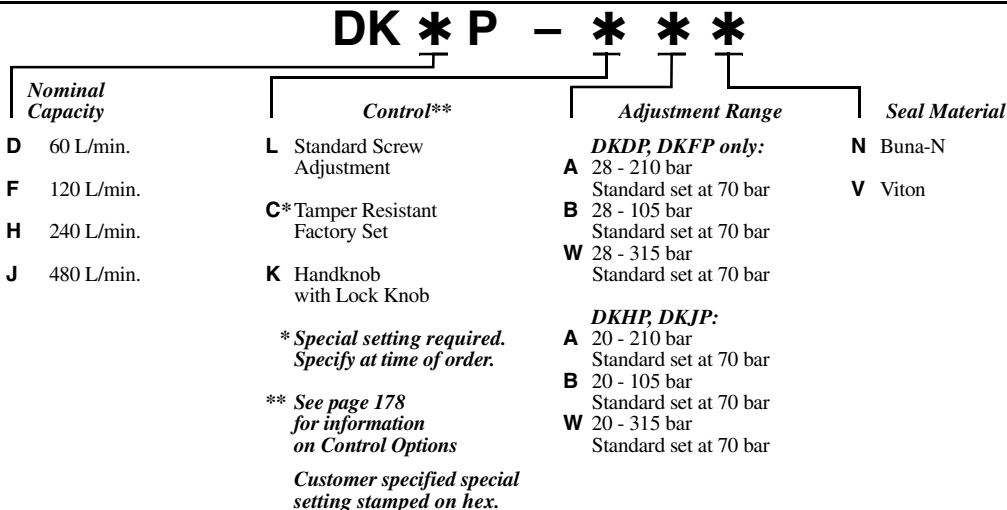 DK ✱ P – ✱ ✱ ✱
Nominal
Capacity
D 60 L/min.
F 120 L/min.
H 240 L/min.
J 480 L/min.
Control**
L Standard Screw
Adjustment
C* Tamper Resistant
Factory Set
K Handknob
with Lock Knob
* Special setting required.
Specify at time of order.
** See page 178
for information
on Control Options
Customer specified special
setting stamped on hex.
Adjustment Range
DKDP, DKFP only:
A 28 - 210 bar
Standard set at 70 bar
B 28 - 105 bar
Standard set at 70 bar
W 28 - 315 bar
Standard set at 70 bar
DKHP, DKJP:
A 20 - 210 bar
Standard set at 70 bar
B 20 - 105 bar
Standard set at 70 bar
W 20 - 315 bar
Standard set at 70 bar
Seal Material
N Buna-N
V Viton